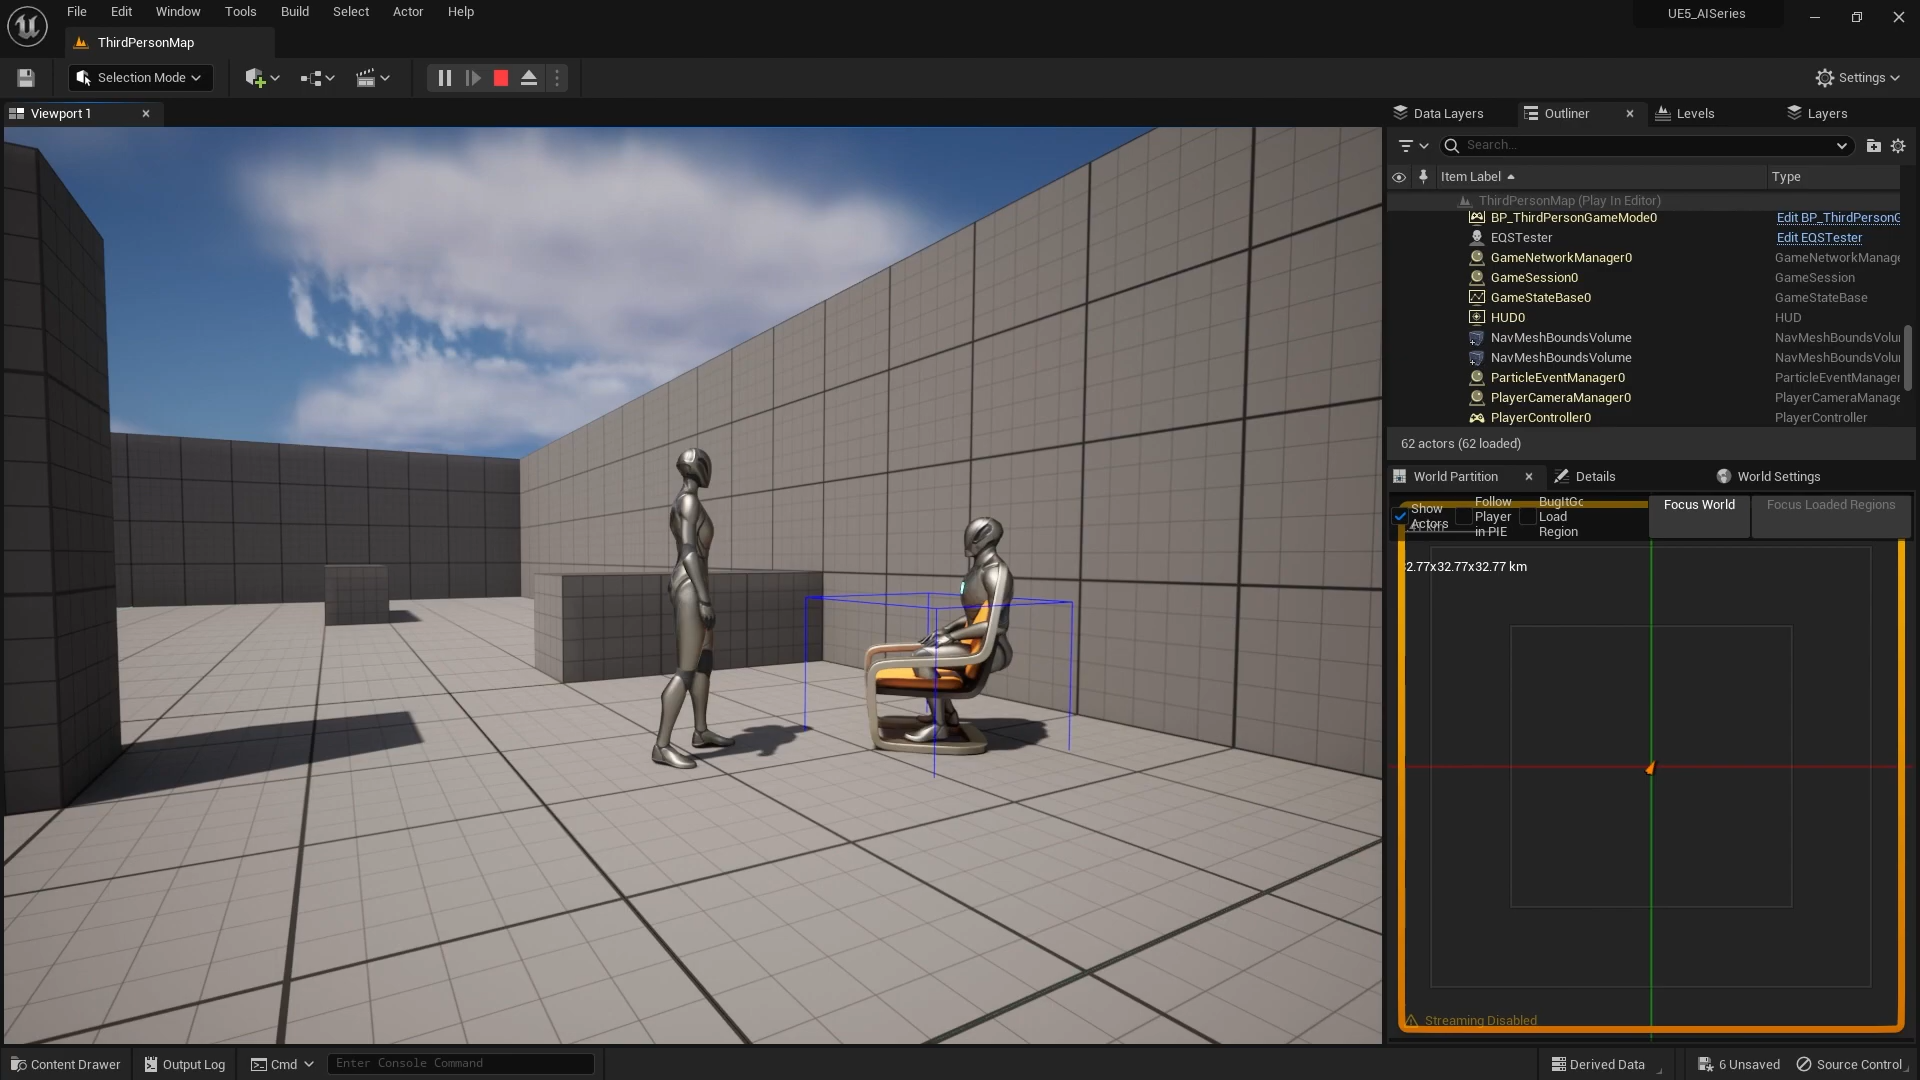 File Edit Window Tools Build Select Actor Help
UE5_AISeries
ThirdPersonMap
Selection Mode
Settings
Viewport 1
Data Layers
Outliner
Levels
Layers
Search...
Item Label
Type
ThirdPersonMap (Play In Editor)
BP_ThirdPersonGameMode0 Edit BP_ThirdPersonG
EQSTester Edit EQSTester
GameNetworkManager0 GameNetworkManage
GameSession0 GameSession
GameStateBase0 GameStateBase
HUD0 HUD
NavMeshBoundsVolume NavMeshBoundsVolu
NavMeshBoundsVolume NavMeshBoundsVolu
ParticleEventManager0 ParticleEventManager
PlayerCameraManager0 PlayerCameraManage
PlayerController0 PlayerController
62 actors (62 loaded)
World Partition
Details
World Settings
Show
Actors
Follow
Player
in PIE
BugItGo
Load
Region
Focus World
Focus Loaded Regions
2.77x32.77x32.77 km
Streaming Disabled
Content Drawer
Output Log
Cmd
Enter Console Command
Derived Data
6 Unsaved
Source Control